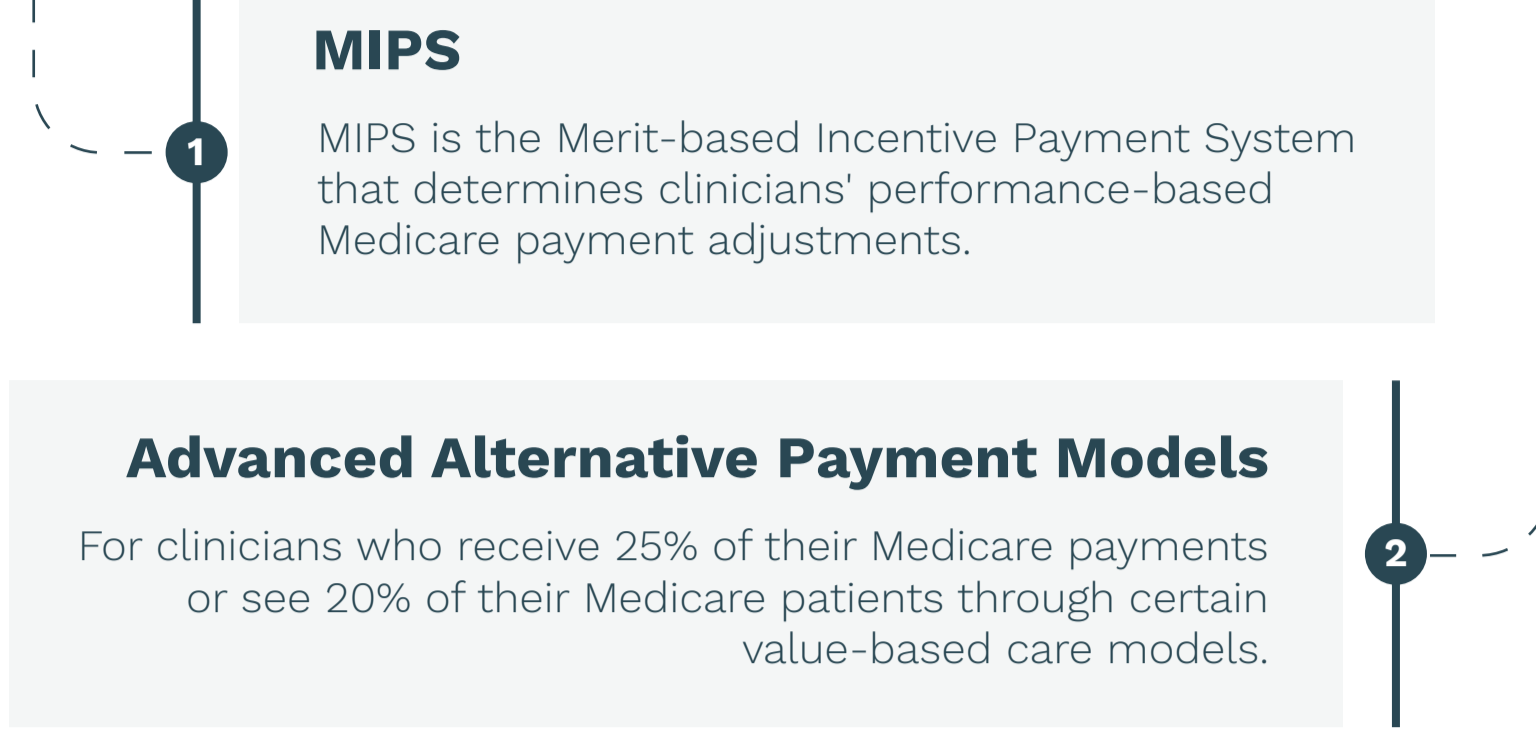 MIPS
1
MIPS is the Merit-based Incentive Payment System
that determines clinicians' performance-based
Medicare payment adjustments.
Advanced Alternative Payment Models
For clinicians who receive 25% of their Medicare payments
2
or see 20% of their Medicare patients through certain
value-based care models.